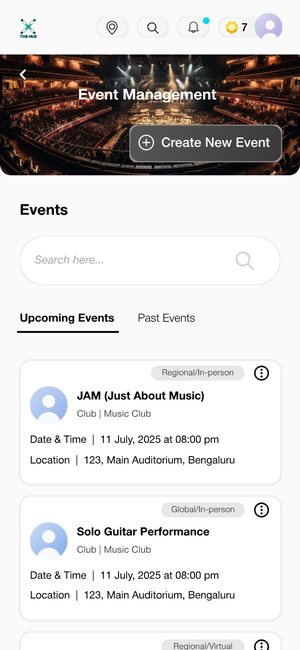 THE HUB
7
Event Management
Create New Event
Events
Search here...
Upcoming Events Past Events
Regional/In-person
JAM (Just About Music)
Club | Music Club
Date & Time | 11 July, 2025 at 08:00 pm
Location | 123, Main Auditorium, Bengaluru
Global/In-person
Solo Guitar Performance
Club | Music Club
Date & Time | 11 July, 2025 at 08:00 pm
Location | 123, Main Auditorium, Bengaluru
Regional/Virtual